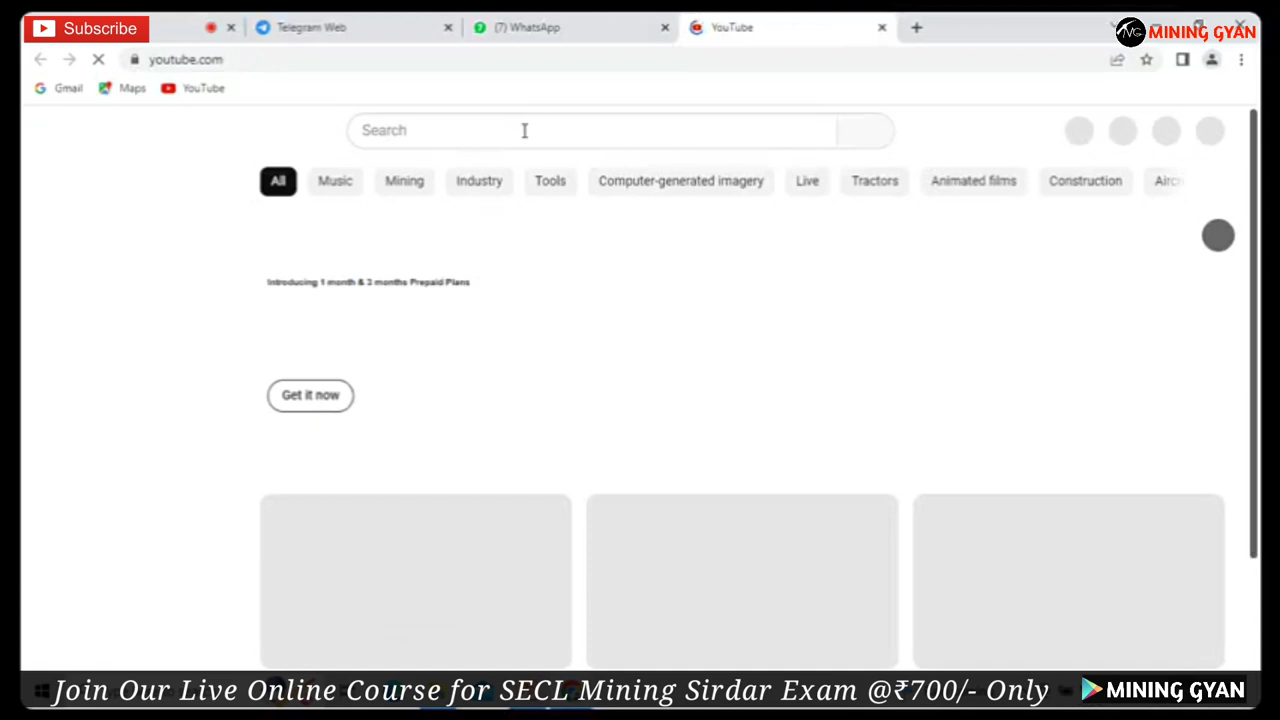 Subscribe
Telegram Web
(7) WhatsApp
YouTube
MINING GYAN
youtube.com
Gmail
Maps
YouTube
Search
All
Music
Mining
Industry
Tools
Computer-generated imagery
Live
Tractors
Animated films
Construction
Airc
Introducing 1 month & 3 months Prepaid Plans
Get it now
Join Our Live Online Course for SECL Mining Sirdar Exam @₹700/- Only
MINING GYAN